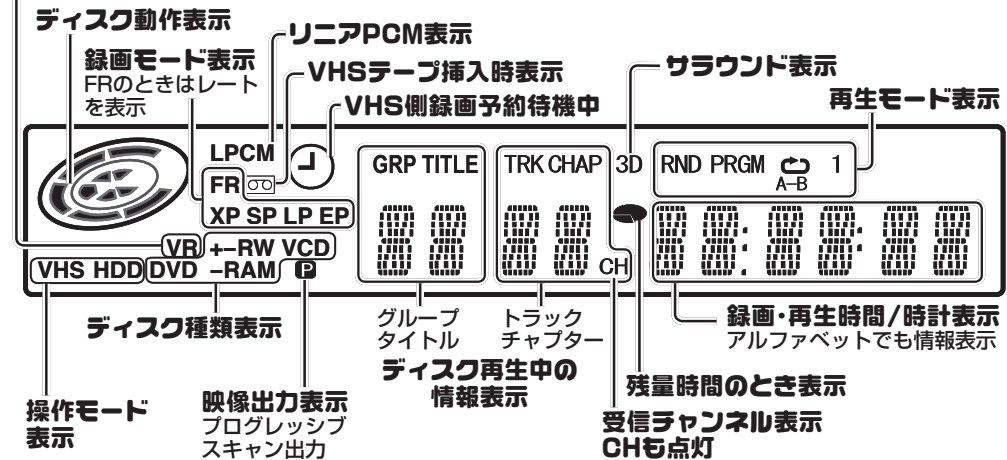 ディスク動作表示
録画モード表示
FRのときはレート
を表示
リニアPCM表示
VHSテープ挿入時表示
VHS側録画予約待機中
サラウンド表示
再生モード表示
LPCM
FR
XP SP LP EP
VR
+-RW VCD
VHS HDD
DVD -RAM
P
GRP TITLE
TRK CHAP
3D
RND PRGM
A-B
1
CH
ディスク種類表示
グループ
タイトル
トラック
チャプター
ディスク再生中の
情報表示
録画・再生時間/時計表示
アルファベットでも情報表示
残量時間のとき表示
受信チャンネル表示
CHも点灯
操作モード
表示
映像出力表示
プログレッシブ
スキャン出力